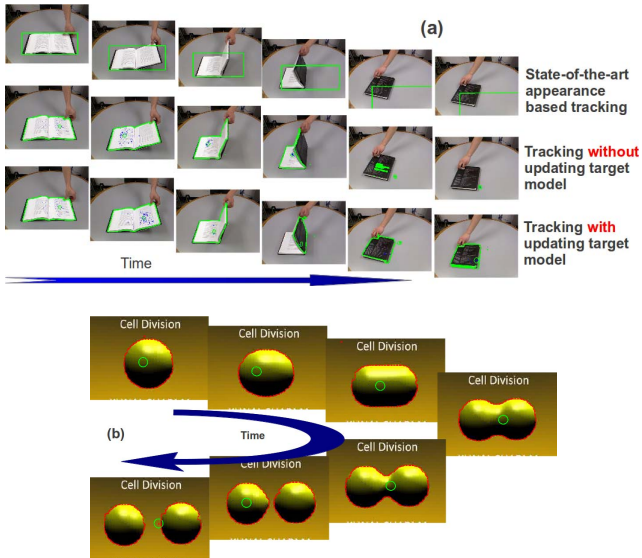 (a)
State-of-the-art
appearance
based tracking
Tracking without
updating target
model
Tracking with
updating target
model
Time
Cell Division
Cell Division
Cell Division
Cell Division
(b)
Time
Cell Division
Cell Division
Cell Division